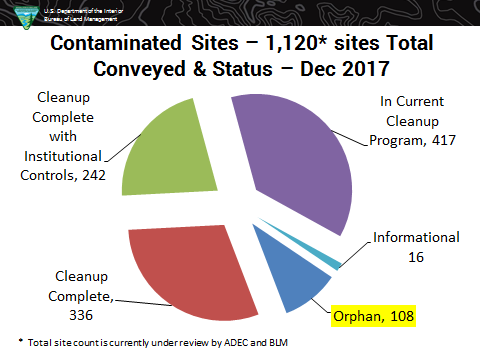 U.S. Department of the Interior
Bureau of Land Management
Contaminated Sites – 1,120* sites Total
Conveyed & Status – Dec 2017
Cleanup
Complete
with
Institutional
Controls, 242
In Current
Cleanup
Program, 417
Informational
16
Cleanup
Complete,
336
Orphan, 108
* Total site count is currently under review by ADEC and BLM